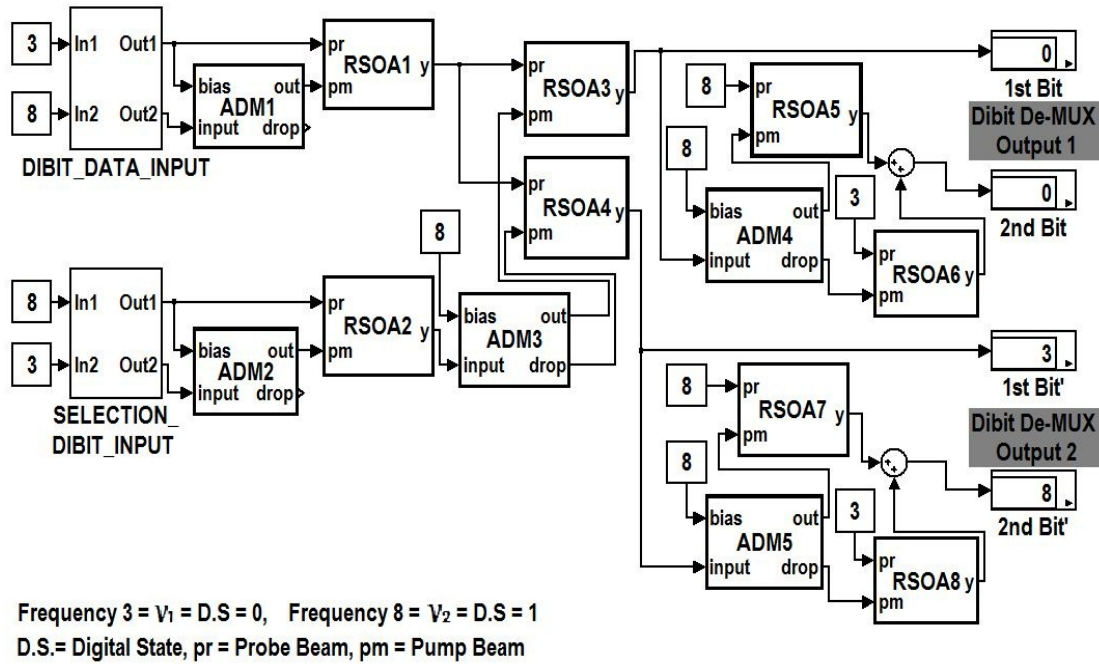 3
In1 Out1
8
In2 Out2
DIBIT_DATA_INPUT
bias out
ADM1
input drop
pr
RSOA1 y
pm
pr
RSOA3 y
pm
pr
RSOA4 y
pm
8
pr
RSOA5 y
pm
8
bias out
ADM4
input drop
3
pr
RSOA6 y
pm
0
1st Bit
Dibit De-MUX
Output 1
0
2nd Bit
8
In1 Out1
3
In2 Out2
SELECTION_
DIBIT_INPUT
bias out
ADM2
input drop
pr
RSOA2 y
pm
8
bias out
ADM3
input drop
8
pr
RSOA7 y
pm
8
bias out
ADM5
input drop
3
pr
RSOA8 y
pm
3
1st Bit'
Dibit De-MUX
Output 2
8
2nd Bit'
Frequency 3 = V₁ = D.S = 0, Frequency 8 = V₂ = D.S = 1
D.S.= Digital State, pr = Probe Beam, pm = Pump Beam